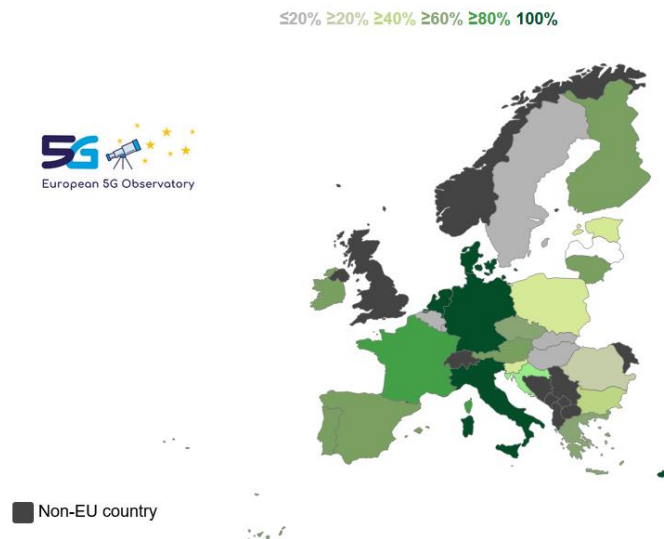 ≤20% ≥20% ≥40% ≥60% ≥80% 100%
5G
European 5G Observatory
Non-EU country